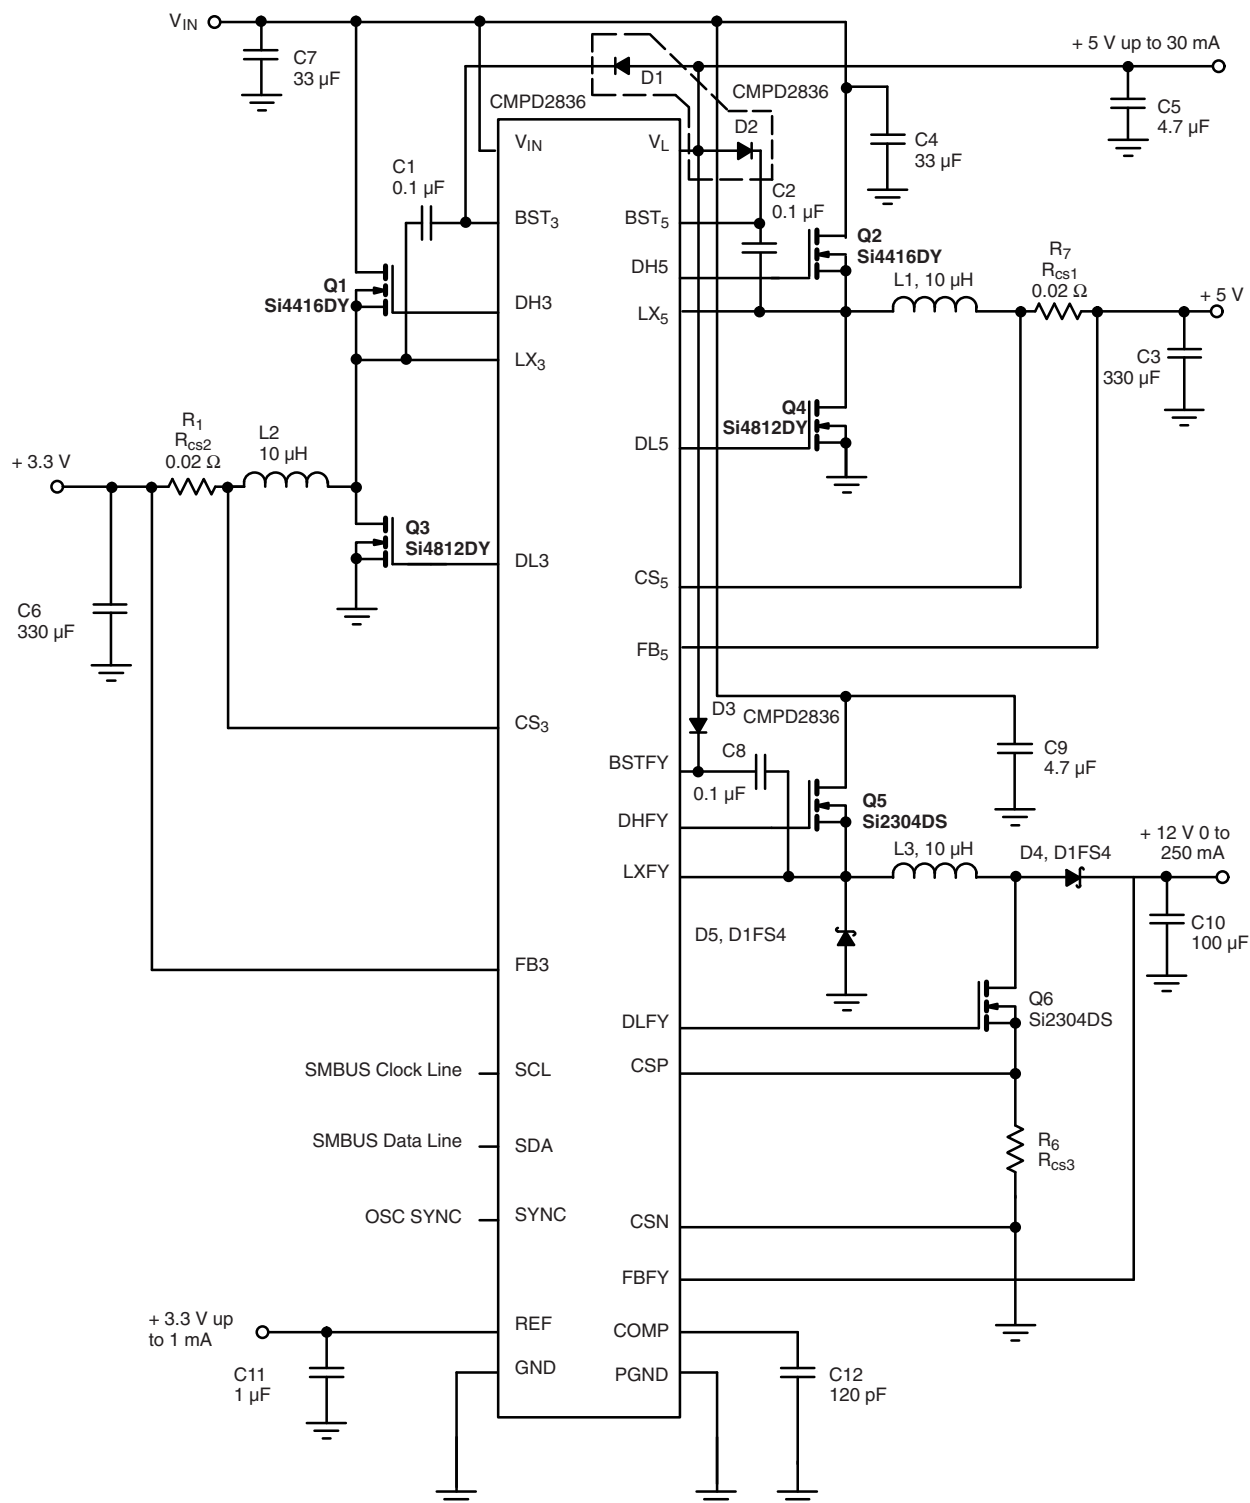 V_IN
C7
33 µF
+ 5 V up to 30 mA
D1
CMPD2836
CMPD2836
C5
4.7 µF
D2
C4
33 µF
V_IN
V_L
C1
0.1 µF
C2
0.1 µF
BST_3
BST_5
Q2
Si4416DY
DH5
Q1
Si4416DY
DH3
L1, 10 µH
R_7
R_cs1
0.02 Ω
+ 5 V
LX_5
LX_3
C3
330 µF
Q4
Si4812DY
DL5
R_1
R_cs2
0.02 Ω
L2
10 µH
+ 3.3 V
Q3
Si4812DY
DL3
CS_5
C6
330 µF
FB_5
CS_3
D3
CMPD2836
C8
0.1 µF
C9
4.7 µF
BSTFY
Q5
Si2304DS
DHFY
L3, 10 µH
D4, D1FS4
+ 12 V 0 to
250 mA
LXFY
D5, D1FS4
C10
100 µF
FB3
Q6
Si2304DS
DLFY
CSP
SMBUS Clock Line
SCL
SMBUS Data Line
SDA
R_6
R_cs3
OSC SYNC
SYNC
CSN
FBFY
+ 3.3 V up
to 1 mA
REF
COMP
C11
1 µF
GND
PGND
C12
120 pF